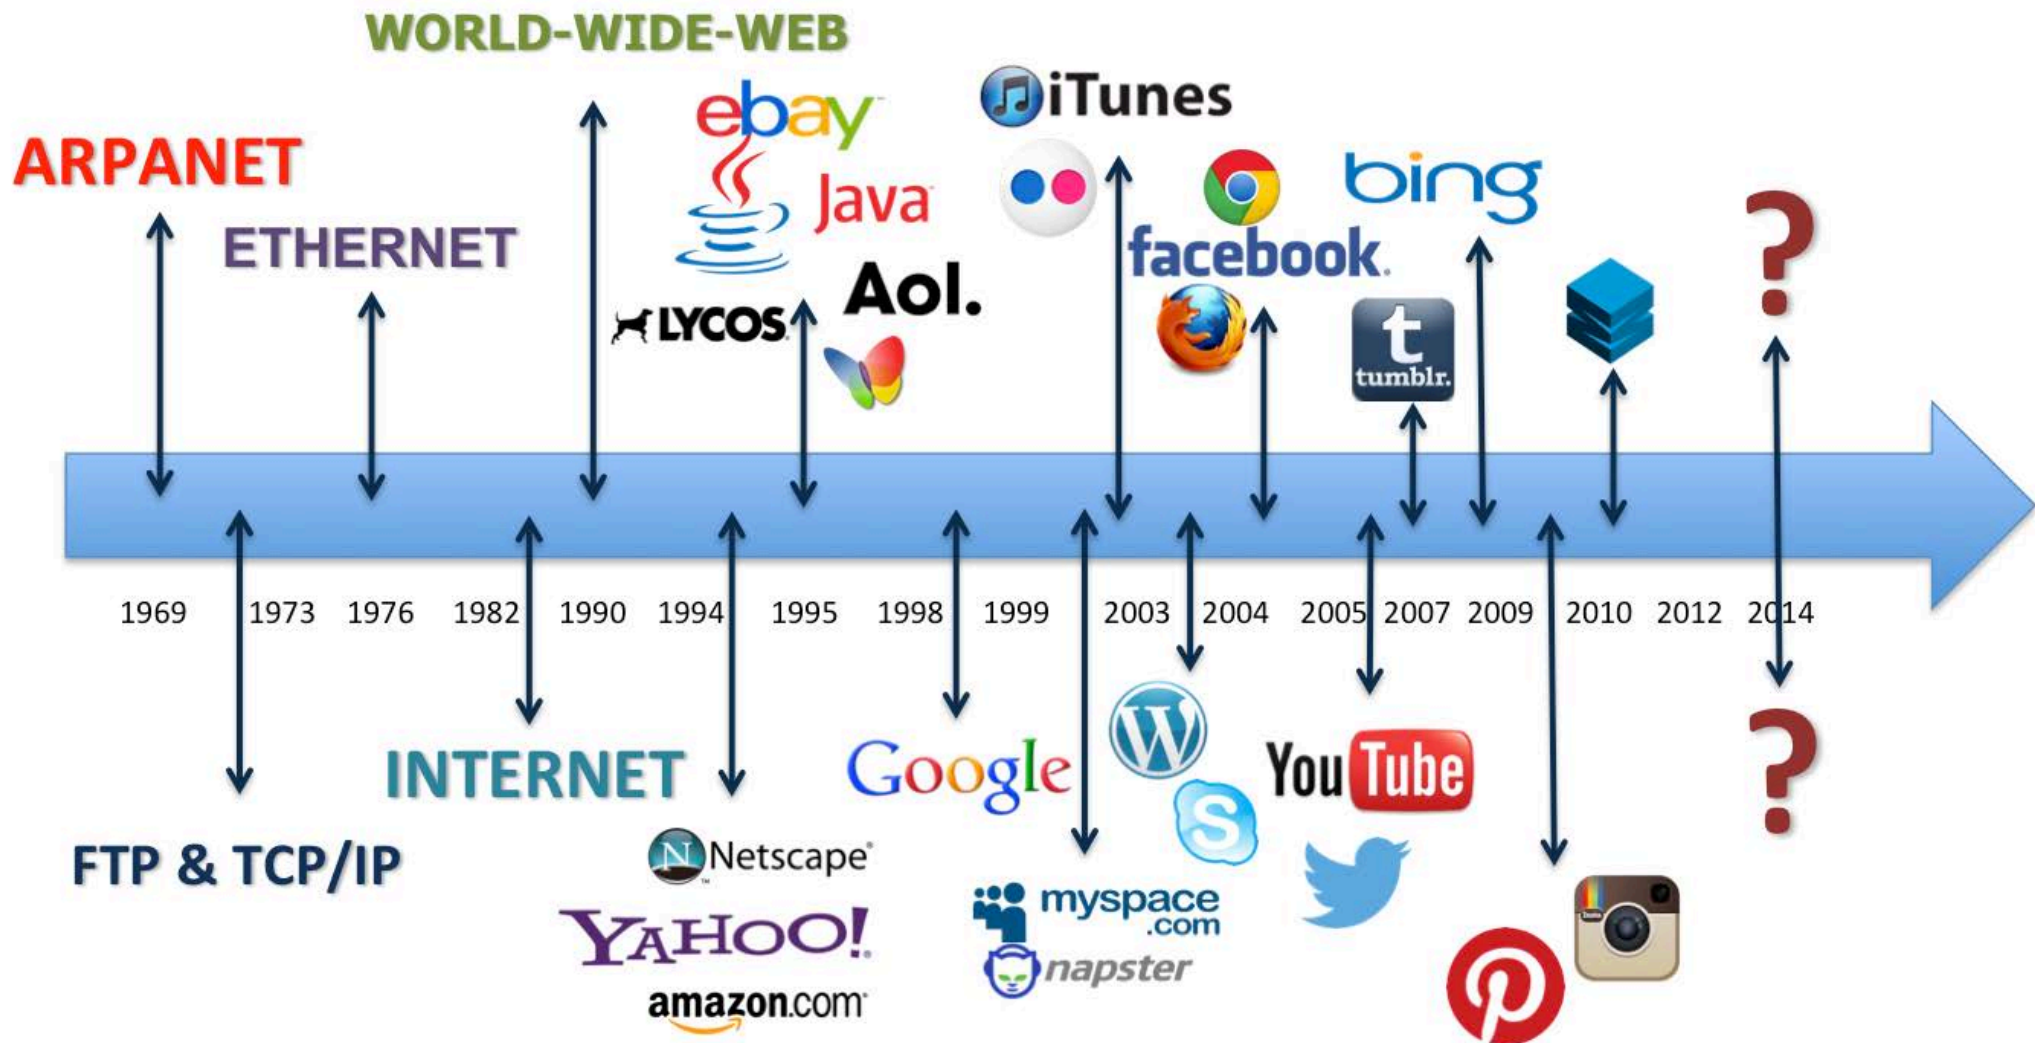 WORLD-WIDE-WEB
ebay
iTunes
ARPANET
Java
bing
?
ETHERNET
facebook.
Aol.
LYCOS
t
tumblr.
1969 1973 1976 1982 1990 1994 1995 1998 1999 2003 2004 2005 2007 2009 2010 2012 2014
INTERNET
Google
W
You Tube
?
S
FTP & TCP/IP
N Netscape
myspace
.com
YAHOO!
napster
amazon.com
Insta
P